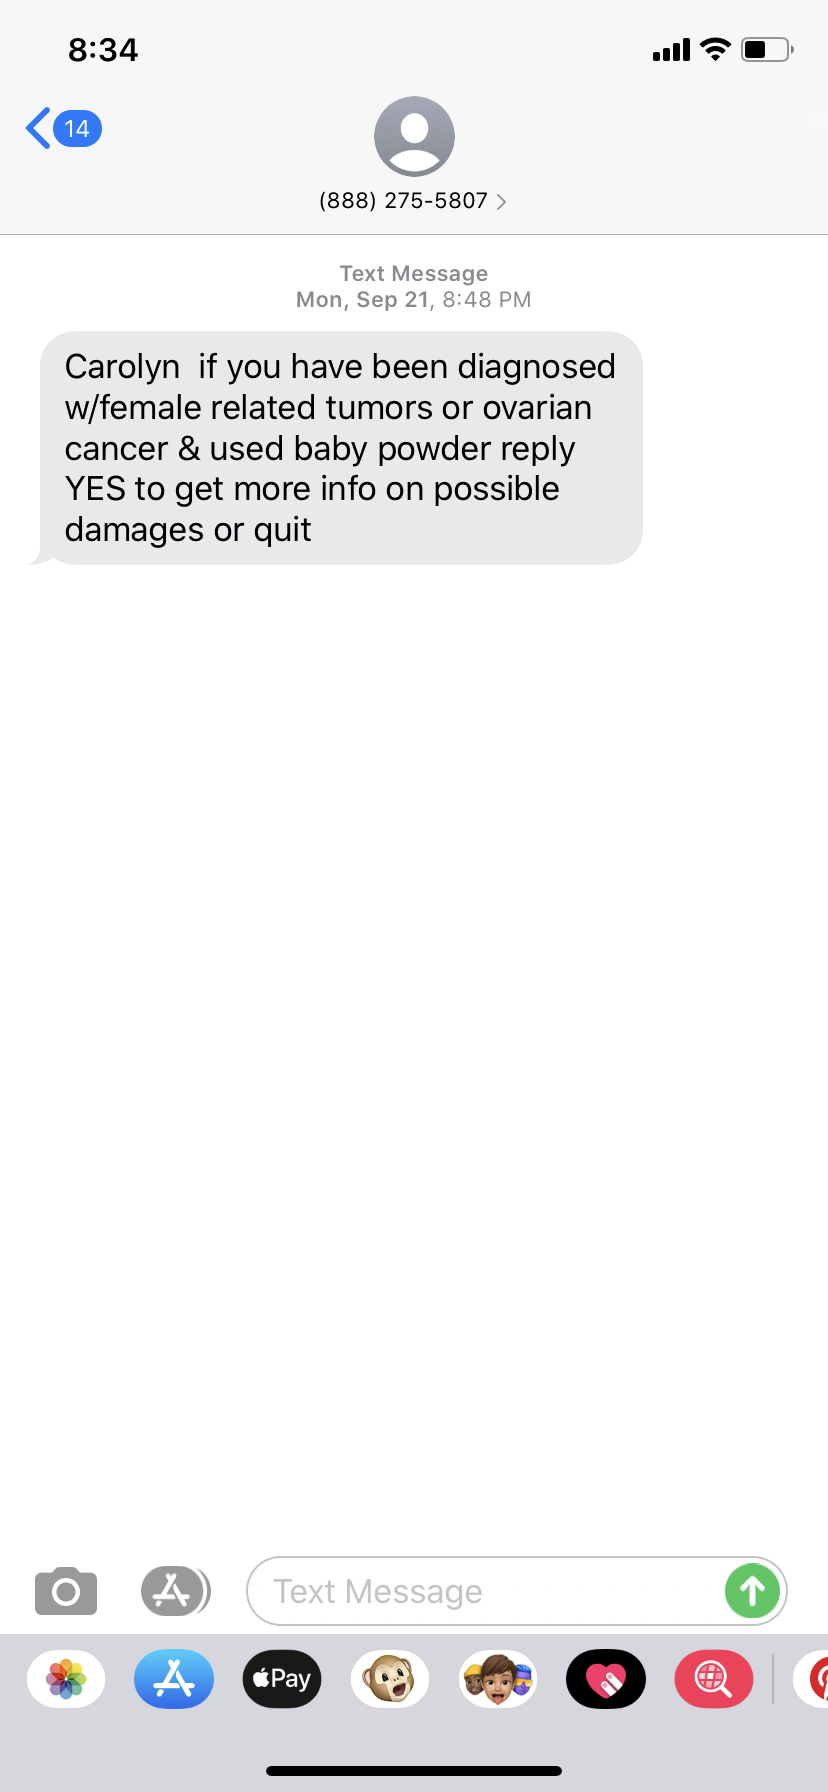 8:34
14
(888) 275-5807
Text Message
Mon, Sep 21, 8:48 PM
Carolyn  if you have been diagnosed
w/female related tumors or ovarian
cancer & used baby powder reply
YES to get more info on possible
damages or quit
Text Message
Pay